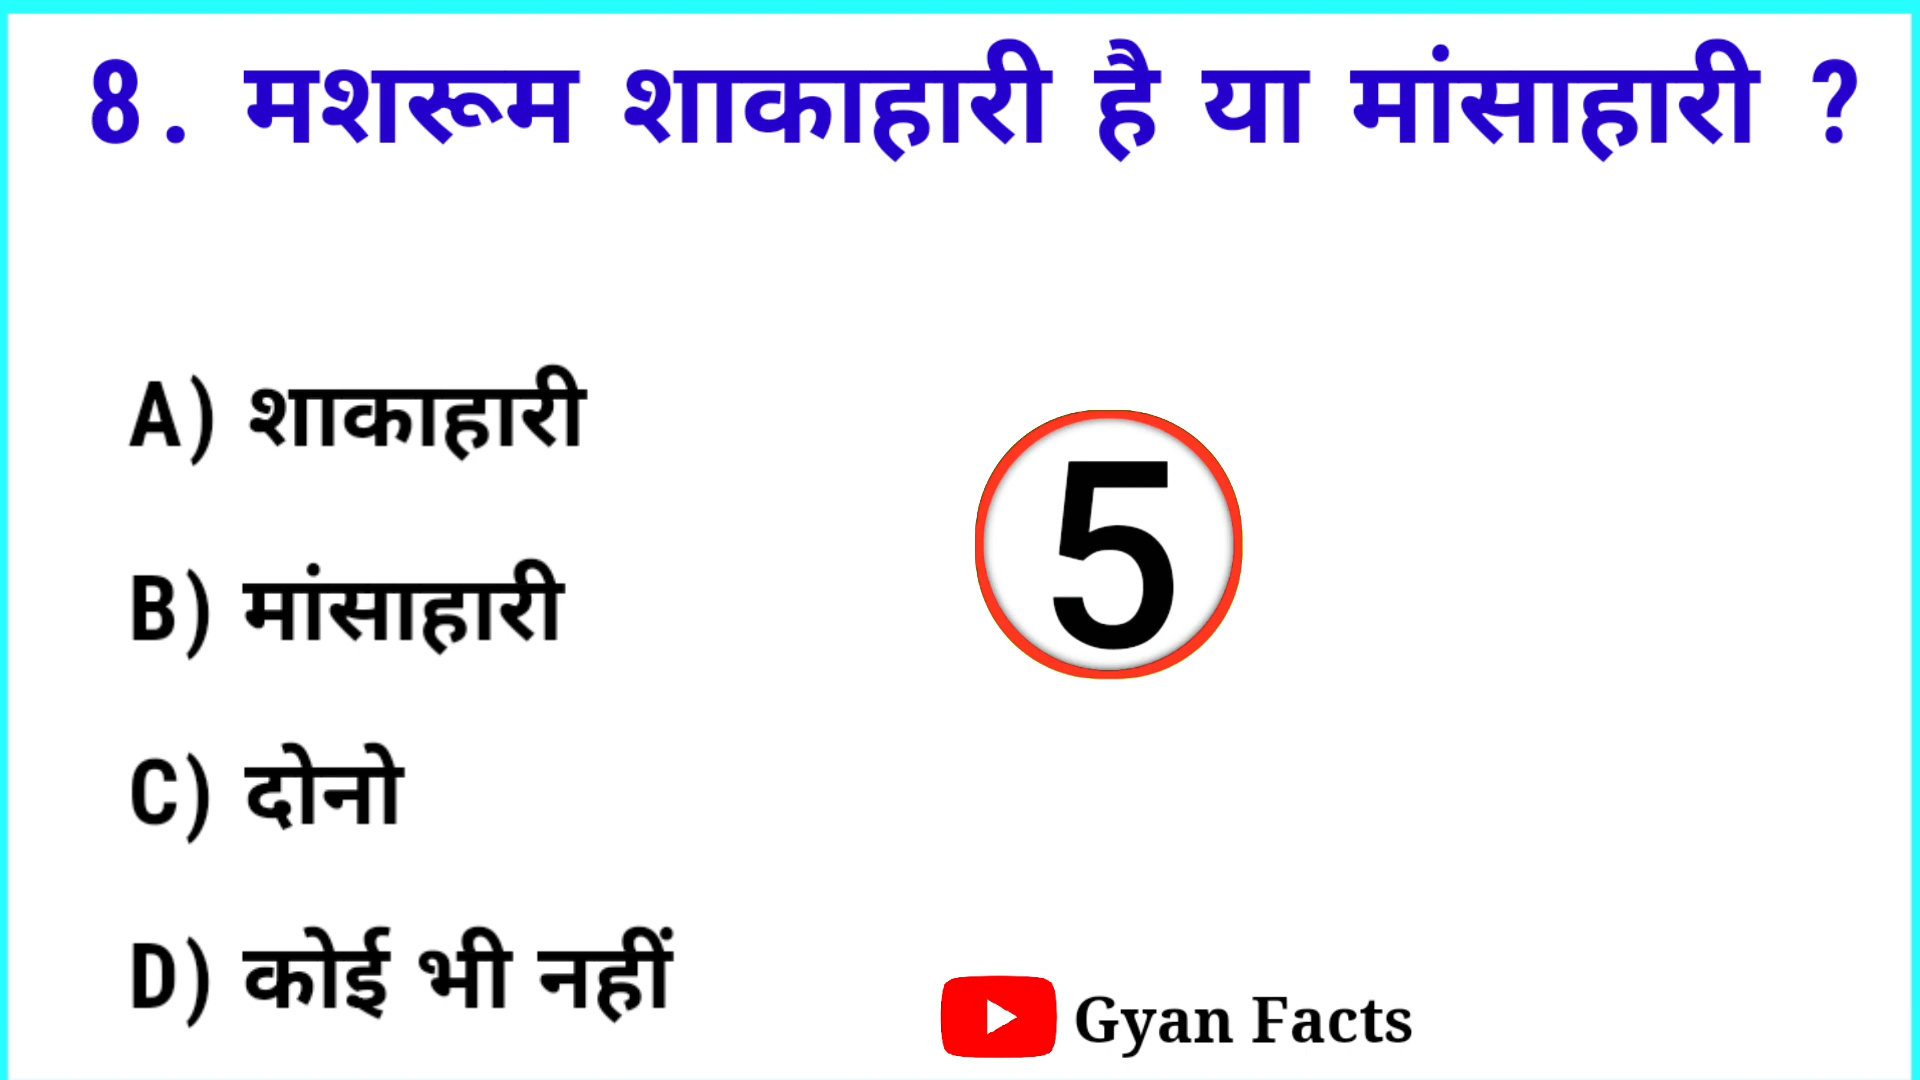 8. मशरूम शाकाहारी है या मांसाहारी ?
A) शाकाहारी
5
B) मांसाहारी
C) दोनो
D) कोई भी नहीं
Gyan Facts